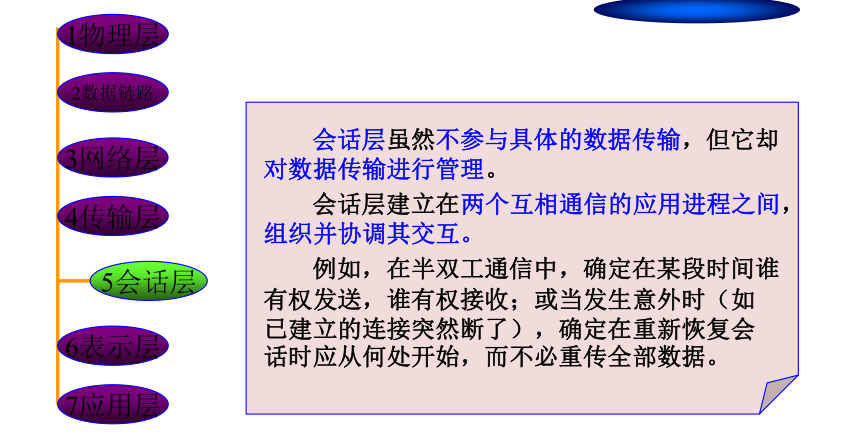 1物理层
2数据链路
3网络层
4传输层
5会话层
6表示层
7应用层
会话层虽然不参与具体的数据传输，但它却
对数据传输进行管理。
会话层建立在两个互相通信的应用进程之间，
组织并协调其交互。
例如，在半双工通信中，确定在某段时间谁
有权发送，谁有权接收；或当发生意外时（如
已建立的连接突然断了），确定在重新恢复会
话时应从何处开始，而不必重传全部数据。